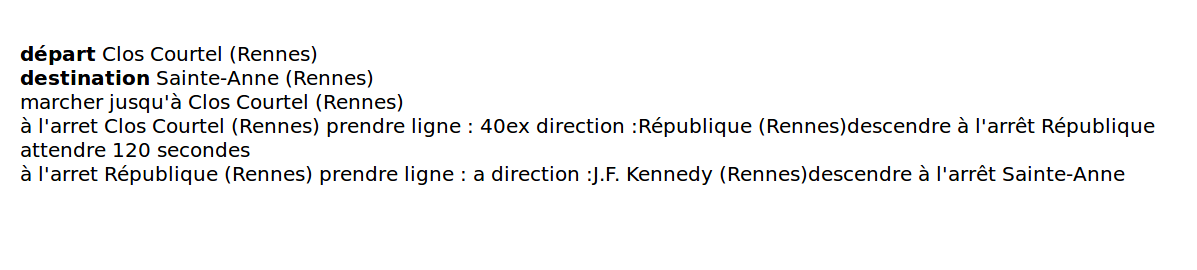 départ Clos Courtel (Rennes)
destination Sainte-Anne (Rennes)
marcher jusqu'à Clos Courtel (Rennes)
à l'arret Clos Courtel (Rennes) prendre ligne : 40ex direction :République (Rennes)descendre à l'arrêt République
attendre 120 secondes
à l'arret République (Rennes) prendre ligne : a direction :J.F. Kennedy (Rennes)descendre à l'arrêt Sainte-Anne